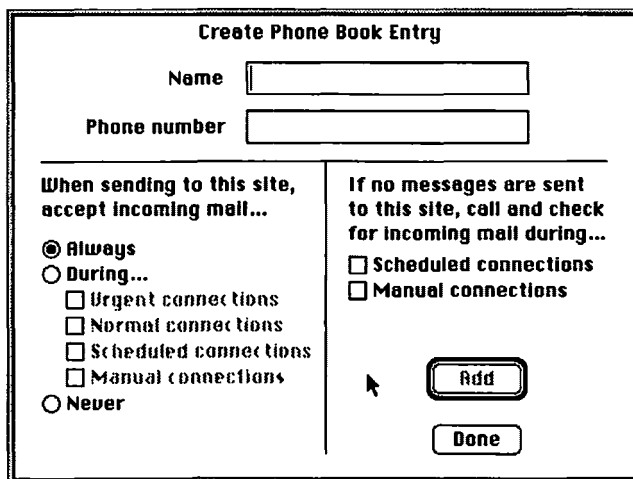 Create Phone Book Entry
Name
Phone number
When sending to this site,
accept incoming mail...
Always
During...
Urgent connections
Normal connections
Scheduled connections
Manual connections
Never
If no messages are sent
to this site, call and check
for incoming mail during...
Scheduled connections
Manual connections
Add
Done